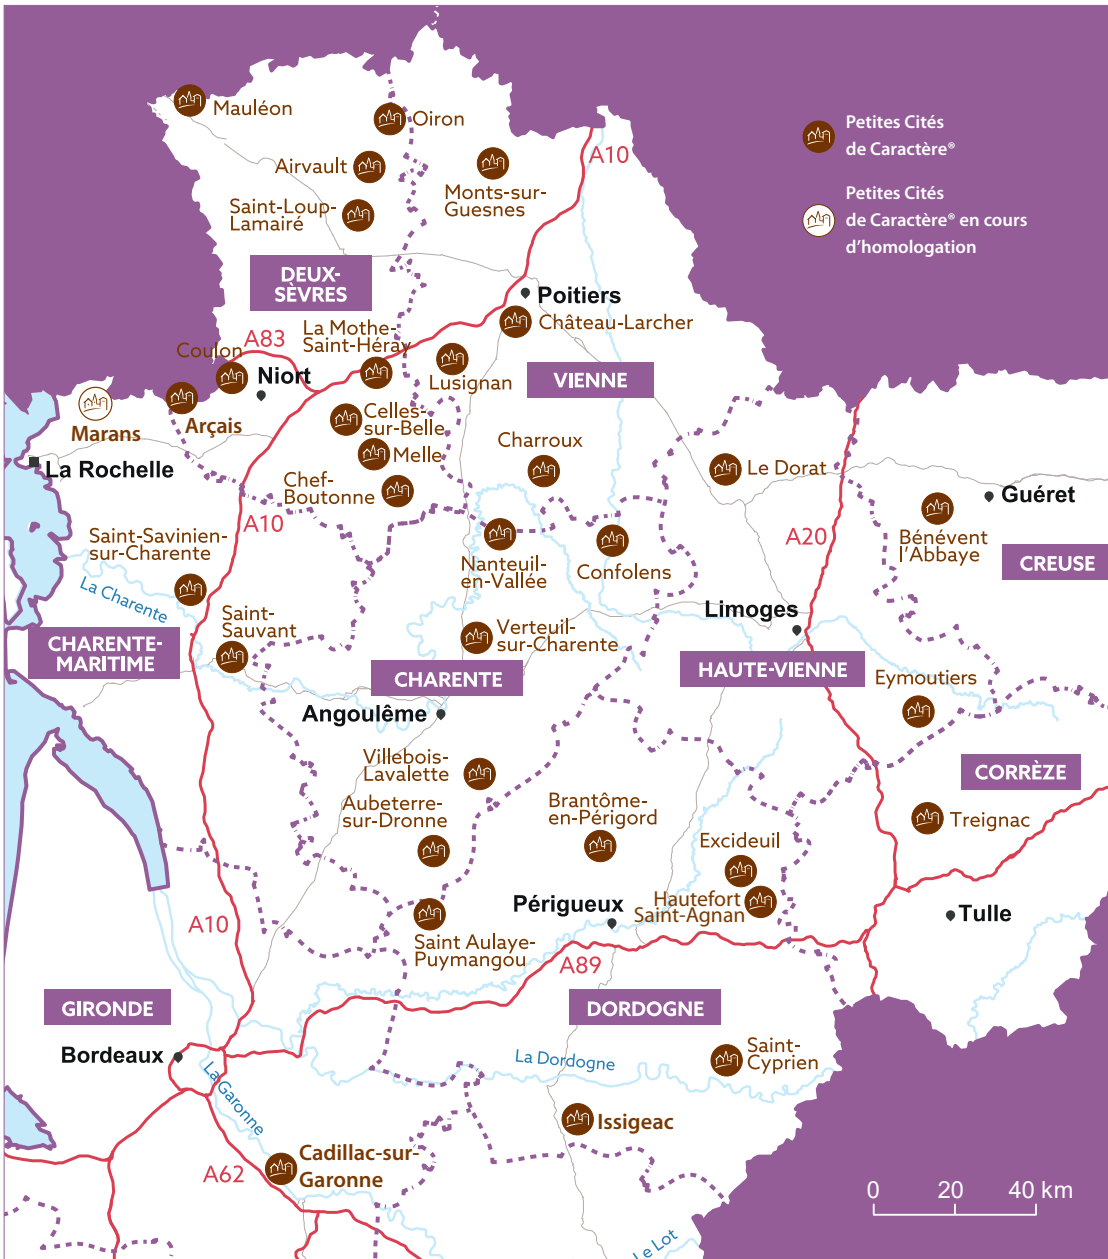 Mauléon
Oiron
Airvault
Saint-Loup-
Lamairé
Monts-sur-
Guesnes
A10
Petites Cités
de Caractère®
Petites Cités
de Caractère® en cours
d'homologation
DEUX-
SÈVRES
Poitiers
Château-Larcher
La Mothe-
Saint-Héray
A83
Coulon
Niort
Lusignan
VIENNE
Marans
Arçais
Celles-
sur-Belle
Melle
Charroux
La Rochelle
Chef-
Boutonne
Le Dorat
Guéret
A10
A20
Bénévent
l'Abbaye
CREUSE
Saint-Savinien-
sur-Charente
Nanteuil-
en-Vallée
Confolens
La Charente
Saint-
Sauvant
Limoges
Verteuil-
sur-Charente
CHARENTE-
MARITIME
CHARENTE
HAUTE-VIENNE
Eymoutiers
Angoulême
Villebois-
Lavalette
CORRÈZE
Aubeterre-
sur-Dronne
Brantôme-
en-Périgord
Treignac
Excideuil
Hautefort
Saint-Agnan
Périgueux
Tulle
A10
Saint Aulaye-
Puymangou
A89
GIRONDE
DORDOGNE
Bordeaux
La Dordogne
Saint-
Cyprien
La Garonne
Issigeac
Cadillac-sur-
Garonne
A62
0 20 40 km
Le Lot